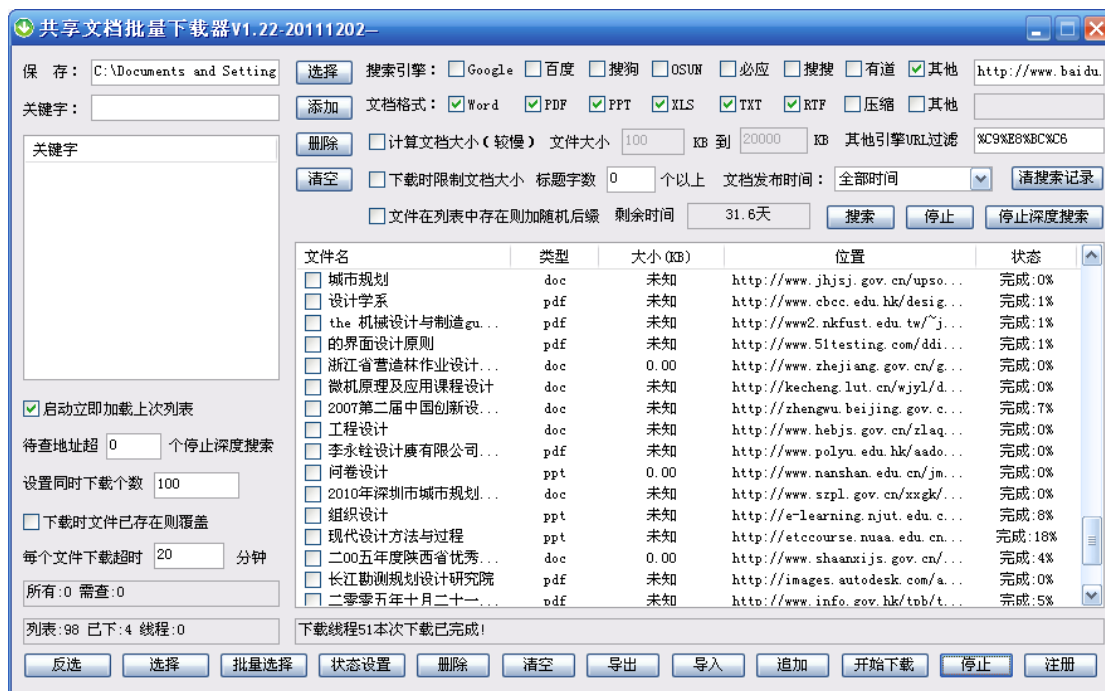 共享文档批量下载器V1.22-20111202—
保 存: C:\Documents and Setting 选择 搜索引擎: Google 百度 搜狗 OSUN 必应 搜搜 有道 其他 http://www.baidu.
关键字: 添加 文档格式: Word PDF PPT XLS TXT RTF 压缩 其他
关键字 删除 计算文档大小(较慢) 文件大小 100 KB 到 20000 KB 其他引擎URL过滤 %C9%E8%BC%C6
清空 下载时限制文档大小 标题字数 0 个以上 文档发布时间: 全部时间 清搜索记录
文件在列表中存在则加随机后缀 剩余时间 31.6天 搜索 停止 停止深度搜索
文件名 类型 大小(KB) 位置 状态
城市规划 doc 未知 http://www.jhjsj.gov.cn/upso... 完成:0%
设计学系 pdf 未知 http://www.cbcc.edu.hk/desig... 完成:1%
the 机械设计与制造gu... pdf 未知 http://www2.nkfust.edu.tw/~j... 完成:1%
的界面设计原则 pdf 未知 http://www.51testing.com/ddi... 完成:1%
浙江省营造林作业设计... doc 0.00 http://www.zhejiang.gov.cn/g... 完成:0%
微机原理及应用课程设计 doc 未知 http://kecheng.lut.cn/wjyl/d... 完成:0%
2007第二届中国创新设... doc 未知 http://zhengwu.beijing.gov.c... 完成:7%
工程设计 doc 未知 http://www.hebjs.gov.cn/zlaq... 完成:0%
李永铨设计廔有限公司... pdf 未知 http://www.polyu.edu.hk/aado... 完成:0%
问卷设计 ppt 0.00 http://www.nanshan.edu.cn/jm... 完成:0%
2010年深圳市城市规划... doc 未知 http://www.szpl.gov.cn/xxgk/... 完成:0%
组织设计 ppt 未知 http://e-learning.njut.edu.c... 完成:8%
现代设计方法与过程 ppt 未知 http://etccourse.nuaa.edu.cn... 完成:18%
二00五年度陕西省优秀... doc 0.00 http://www.shaanxijs.gov.cn/... 完成:4%
长江勘测规划设计研究院 pdf 未知 http://images.autodesk.com/a... 完成:0%
二零零五年十月二十一... pdf 未知 http://www.info.gov.hk/tpb/t... 完成:5%
启动立即加载上次列表
待查地址超 0 个停止深度搜索
设置同时下载个数 100
下载时文件已存在则覆盖
每个文件下载超时 20 分钟
所有:0 需查:0
列表:98 已下:4 线程:0 下载线程51本次下载已完成!
反选 选择 批量选择 状态设置 删除 清空 导出 导入 追加 开始下载 停止 注册